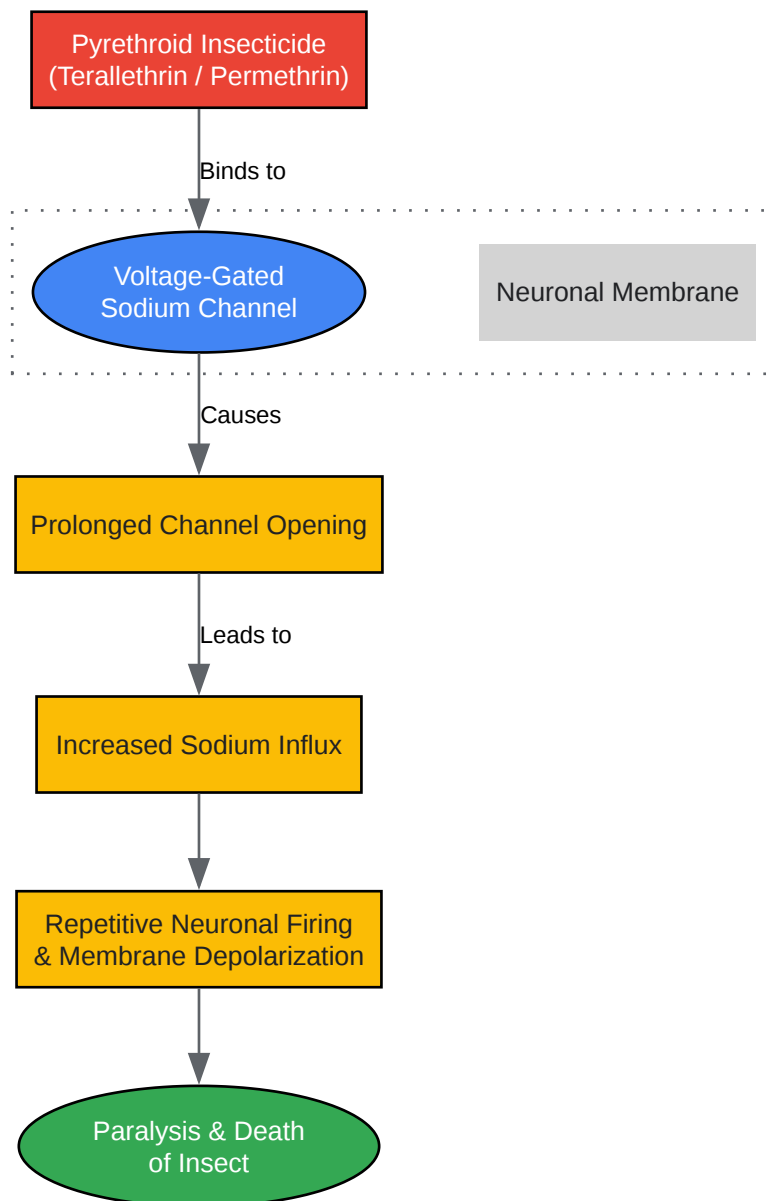 Pyrethroid Insecticide
(Terallethrin / Permethrin)
Binds to
Voltage-Gated
Sodium Channel
Neuronal Membrane
Causes
Prolonged Channel Opening
Leads to
Increased Sodium Influx
Repetitive Neuronal Firing
& Membrane Depolarization
Paralysis & Death
of Insect